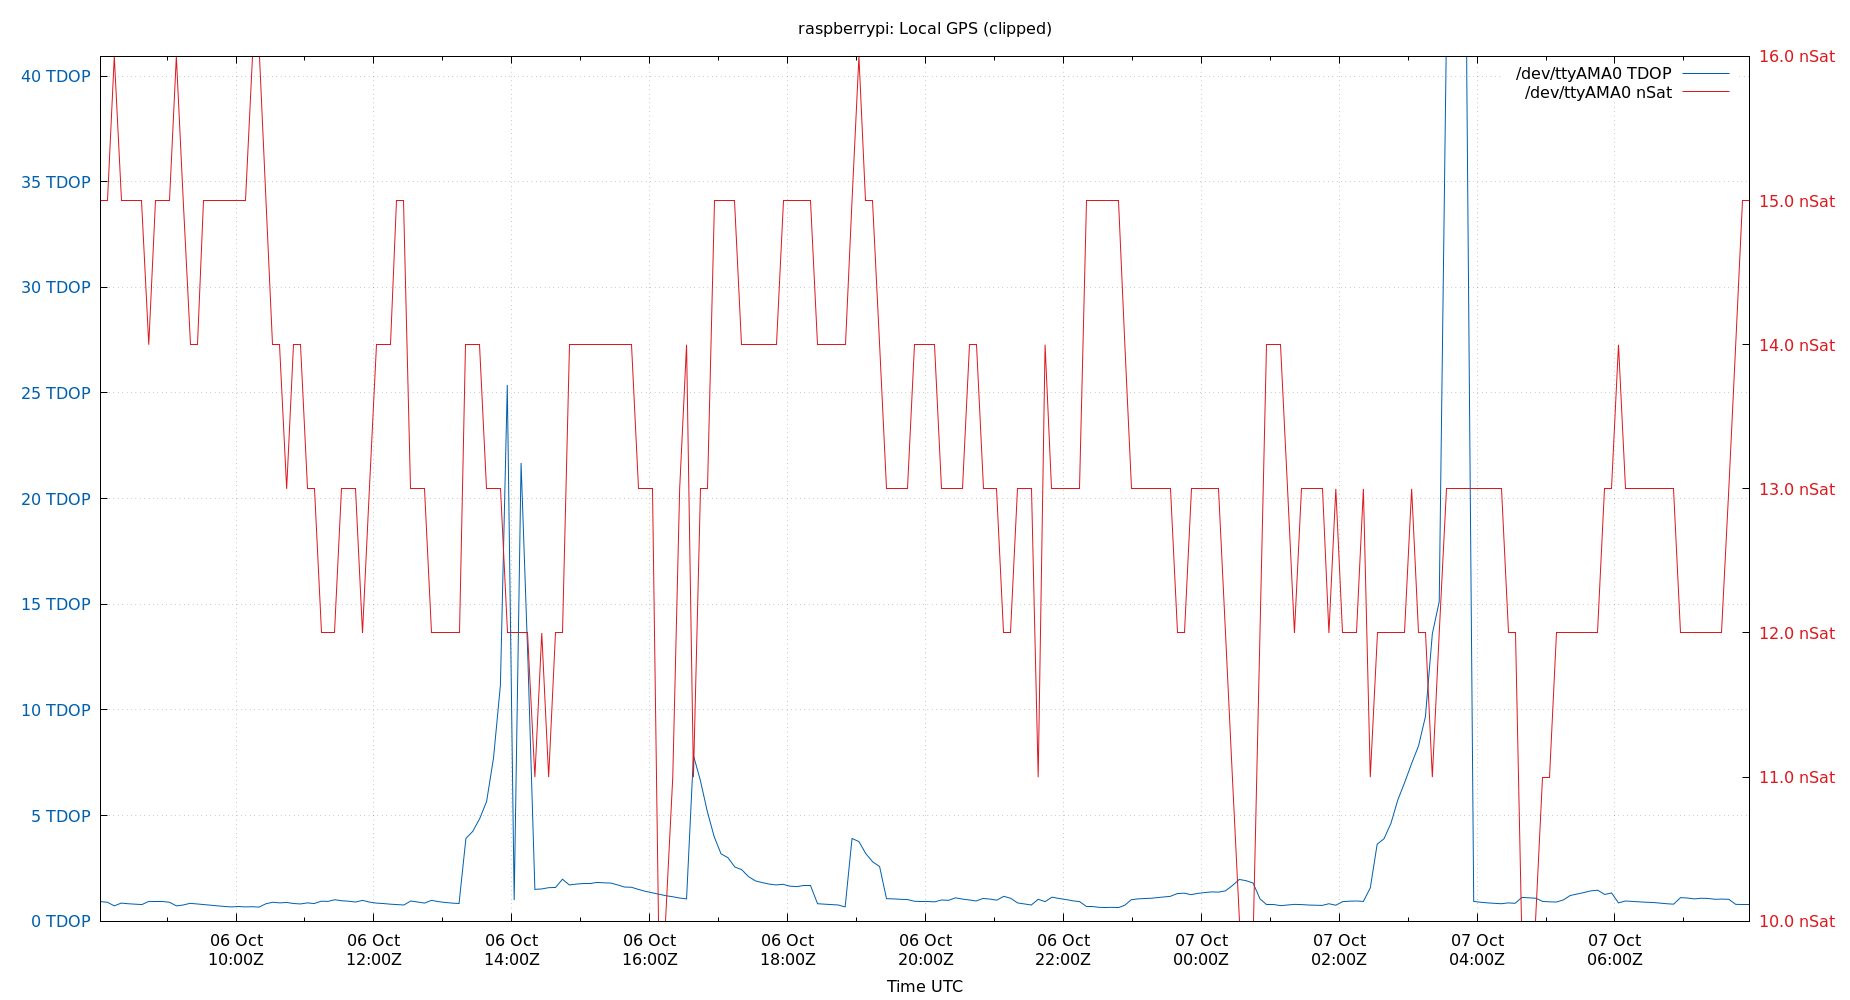 raspberrypi: Local GPS (clipped)
/dev/ttyAMA0 TDOP
/dev/ttyAMA0 nSat
40 TDOP
35 TDOP
30 TDOP
25 TDOP
20 TDOP
15 TDOP
10 TDOP
5 TDOP
0 TDOP
16.0 nSat
15.0 nSat
14.0 nSat
13.0 nSat
12.0 nSat
11.0 nSat
10.0 nSat
06 Oct
10:00Z
06 Oct
12:00Z
06 Oct
14:00Z
06 Oct
16:00Z
06 Oct
18:00Z
06 Oct
20:00Z
06 Oct
22:00Z
07 Oct
00:00Z
07 Oct
02:00Z
07 Oct
04:00Z
07 Oct
06:00Z
Time UTC